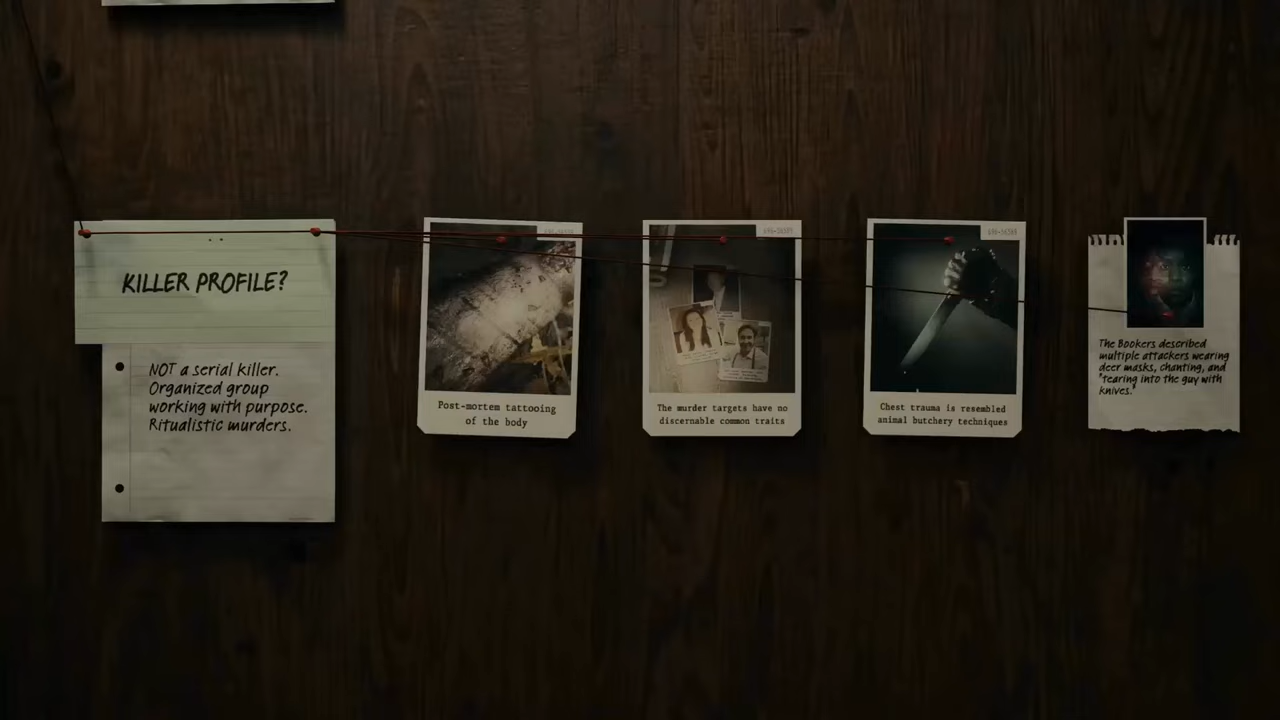 KILLER PROFILE?
NOT a serial killer.
Organized group
working with purpose.
Ritualistic murders.
Post-mortem tattooing
of the body
The murder targets have no
discernable common traits
Chest trauma is resembled
animal butchery techniques
The Bookers described
multiple attackers wearing
deer masks, chanting, and
"tearing into the guy with
knives."